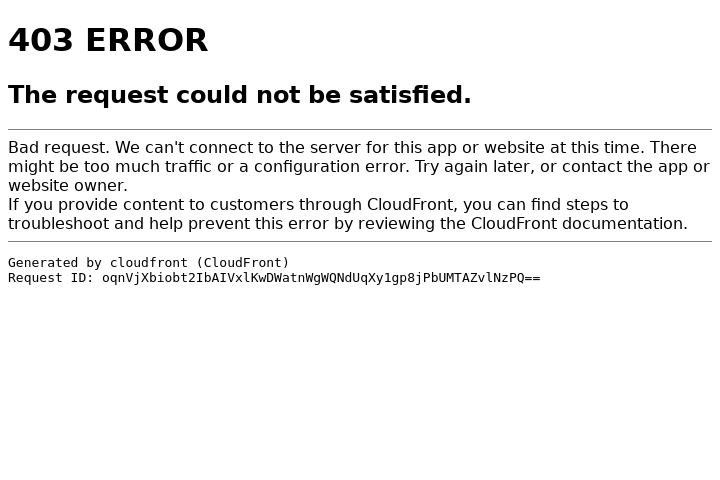 403 ERROR
The request could not be satisfied.
Bad request. We can't connect to the server for this app or website at this time. There
might be too much traffic or a configuration error. Try again later, or contact the app or
website owner.
If you provide content to customers through CloudFront, you can find steps to
troubleshoot and help prevent this error by reviewing the CloudFront documentation.
Generated by cloudfront (CloudFront)
Request ID: oqnVjXbiobt2IbAIVxlKwDWatnWgWQNdUqXy1gp8jPbUMTAZvlNzPQ==